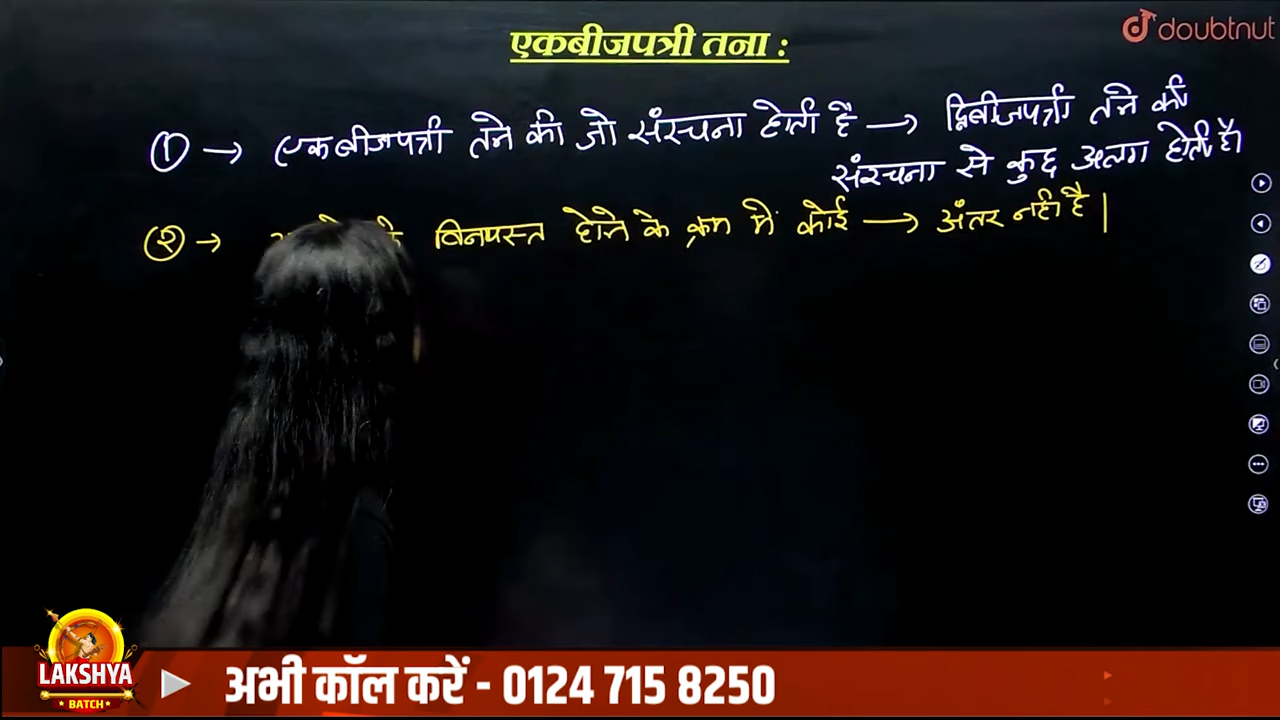 doubtnut
एकबीजपत्री तना :
① → एकबीजपत्री तने की जो संरचना होती है → द्विबीजपत्री तने की
संरचना से कुछ अलग होती है।
② → विनयस्त होने के क्रम में कोई → अंतर नहीं है |
LAKSHYA
BATCH
अभी कॉल करें - 0124 715 8250